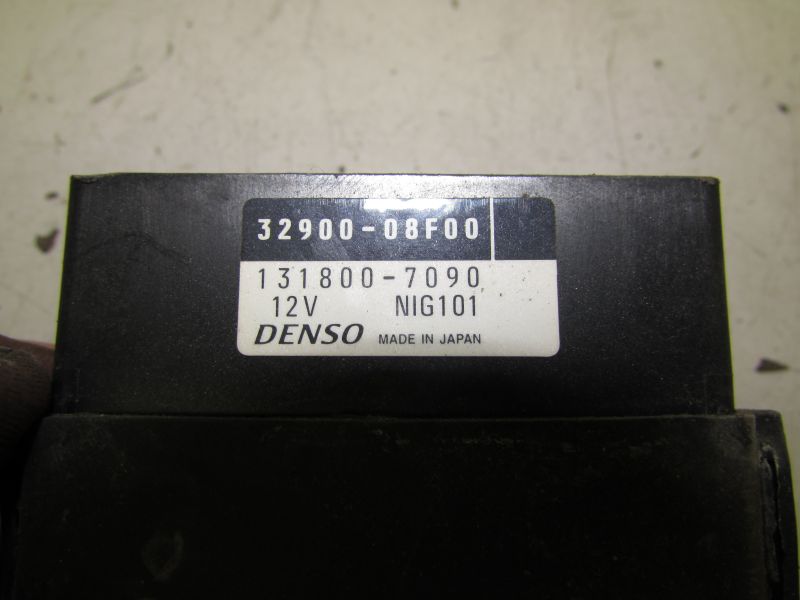 32900-08F00
131800-7090
12V NIG101
DENSO MADE IN JAPAN